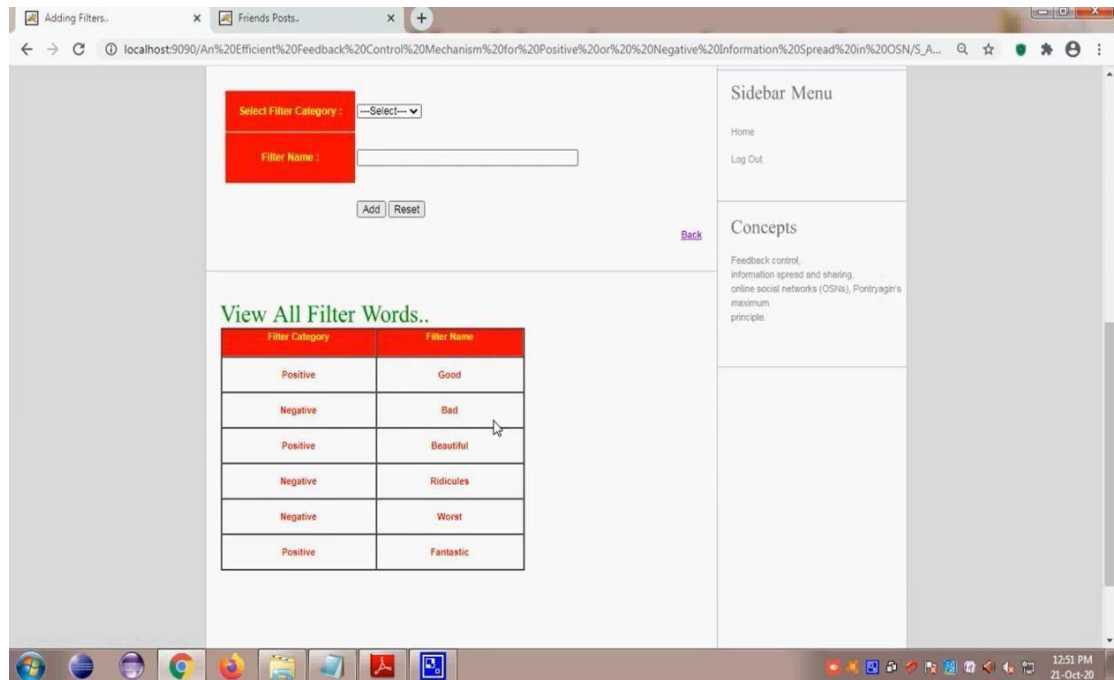 Adding Filters..
Friends Posts..
localhost:9090/An%20Efficient%20Feedback%20Control%20Mechanism%20for%20Positive%20or%20%20Negative%20Information%20Spread%20in%20OSN/S_A...
Select Filter Category : ---Select---
Filter Name :
Add Reset
Back
View All Filter Words..
Filter Category Filter Name
Positive Good
Negative Bad
Positive Beautiful
Negative Ridicules
Negative Worst
Positive Fantastic
Sidebar Menu
Home
Log Out
Concepts
Feedback control,
information spread and sharing,
online social networks (OSNs), Pontryagin's
maximum
principle.
12:51 PM
21-Oct-20